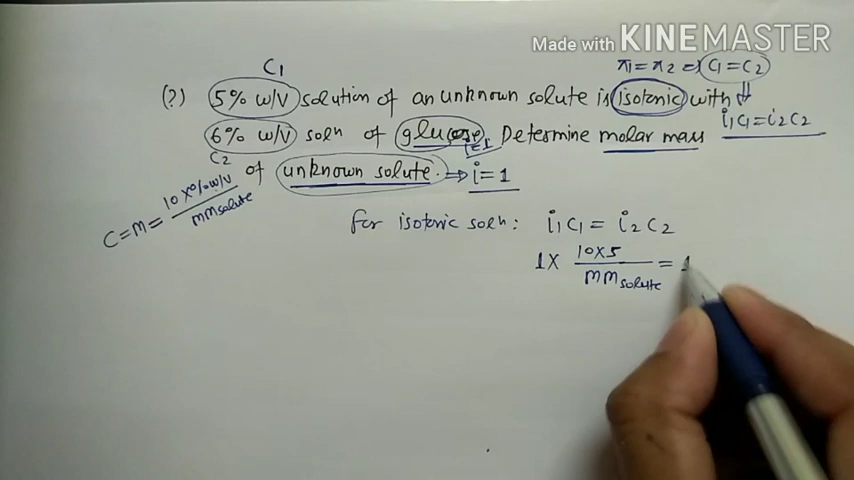 Made with KINEMASTER
C1 π1=π2 ⇒ C1=C2
(?) 5% w/v solution of an unknown solute is isotonic with
i1C1=i2C2
6% w/v soln of glucose. Determine molar mass
C2 i=1
of unknown solute. ⇒ i=1
C=M= 10×% w/v / MMsolute
For isotonic soln: i1C1 = i2C2
1× 10×5 / MMsolute = 1